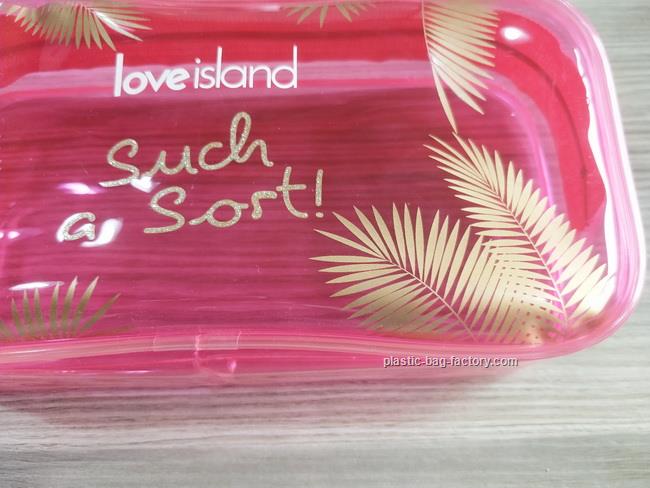 love island
Such
a Sort!
plastic-bag-factory.com